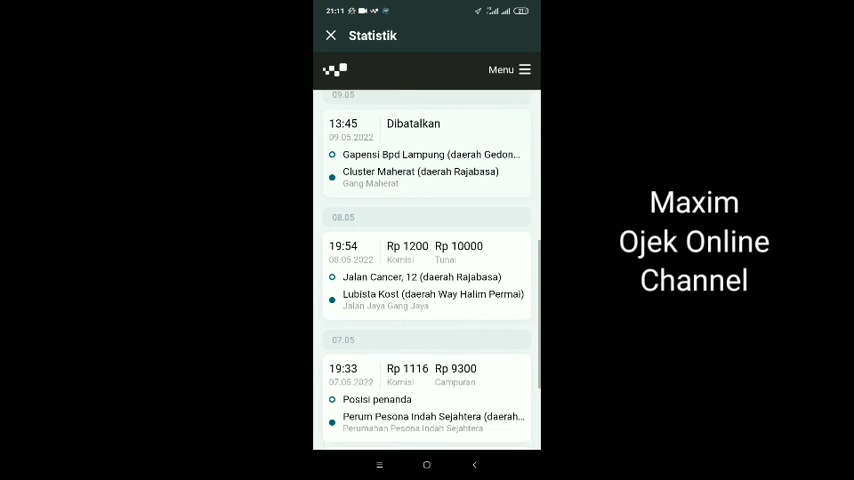 21:11
21
Statistik
Menu
09.05
13:45 Dibatalkan
09.05.2022
Gapensi Bpd Lampung (daerah Gedon...
Cluster Maherat (daerah Rajabasa)
Gang Maherat
08.05
19:54 Rp 1200 Rp 10000
08.05.2022 Komisi Tunai
Jalan Cancer, 12 (daerah Rajabasa)
Lubista Kost (daerah Way Halim Permai)
Jalan Jaya Gang Jaya
07.05
19:33 Rp 1116 Rp 9300
07.05.2022 Komisi Campuran
Posisi penanda
Perum Pesona Indah Sejahtera (daerah...
Perumahan Pesona Indah Sejahtera
Maxim
Ojek Online
Channel